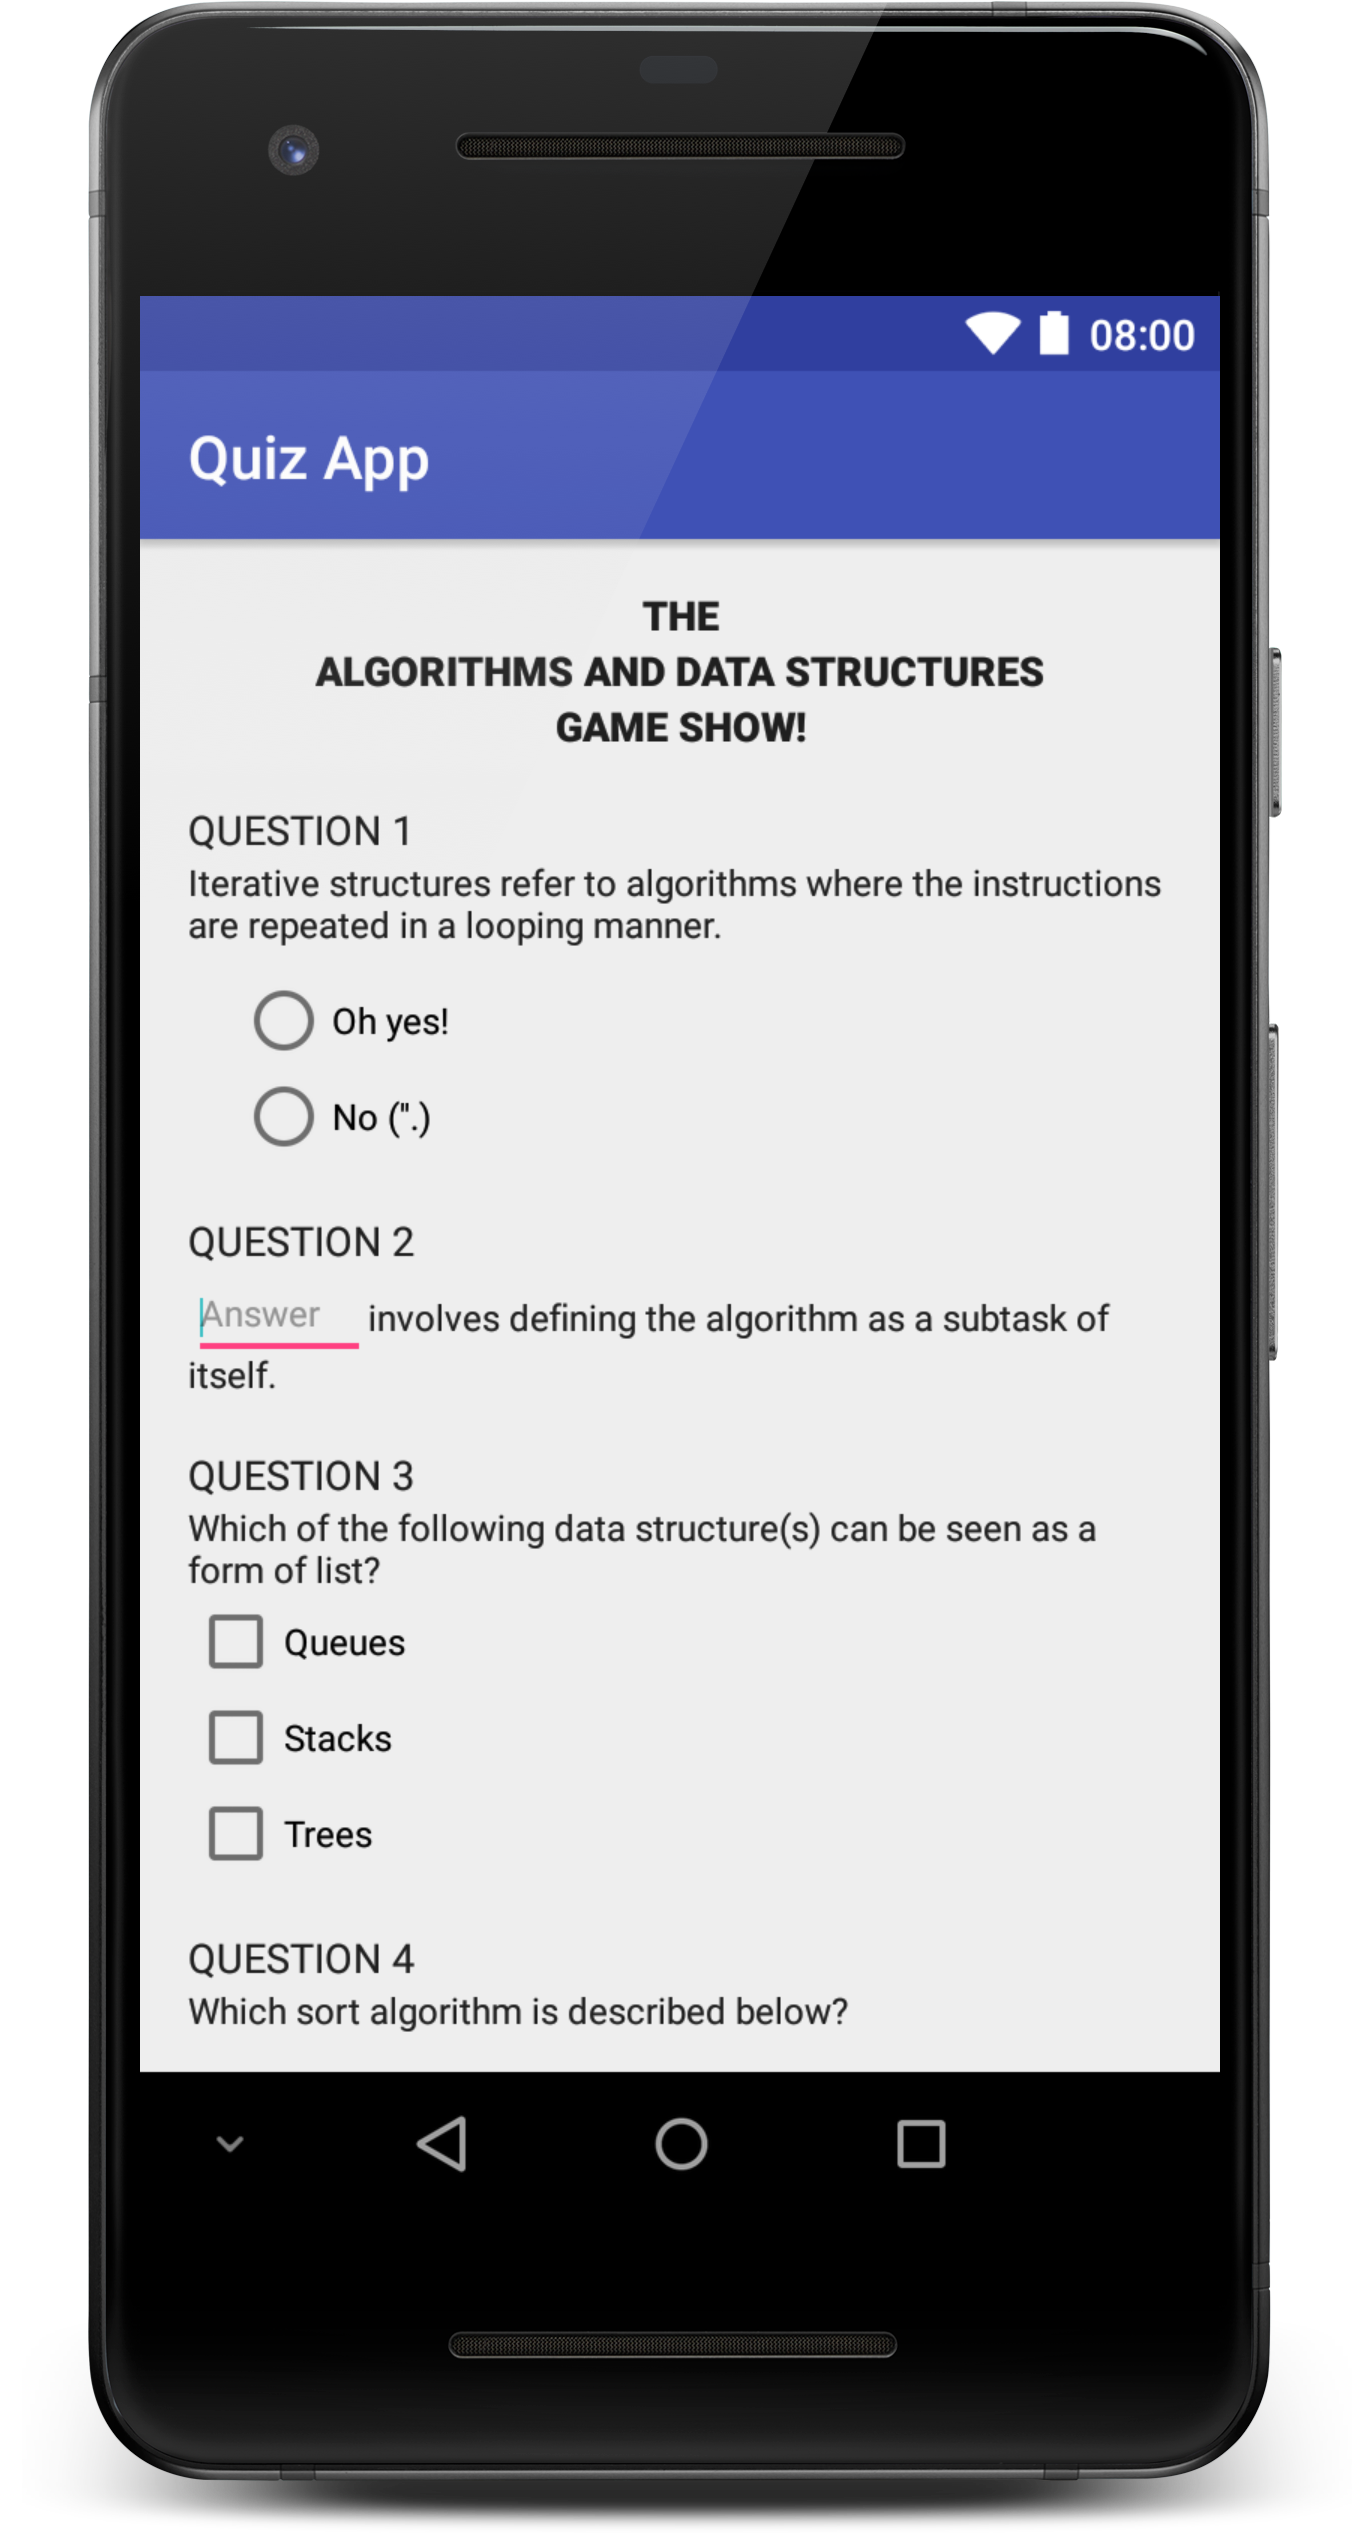 08:00
Quiz App
THE
ALGORITHMS AND DATA STRUCTURES
GAME SHOW!
QUESTION 1
Iterative structures refer to algorithms where the instructions
are repeated in a looping manner.
Oh yes!
No (".)
QUESTION 2
Answer involves defining the algorithm as a subtask of
itself.
QUESTION 3
Which of the following data structure(s) can be seen as a
form of list?
Queues
Stacks
Trees
QUESTION 4
Which sort algorithm is described below?